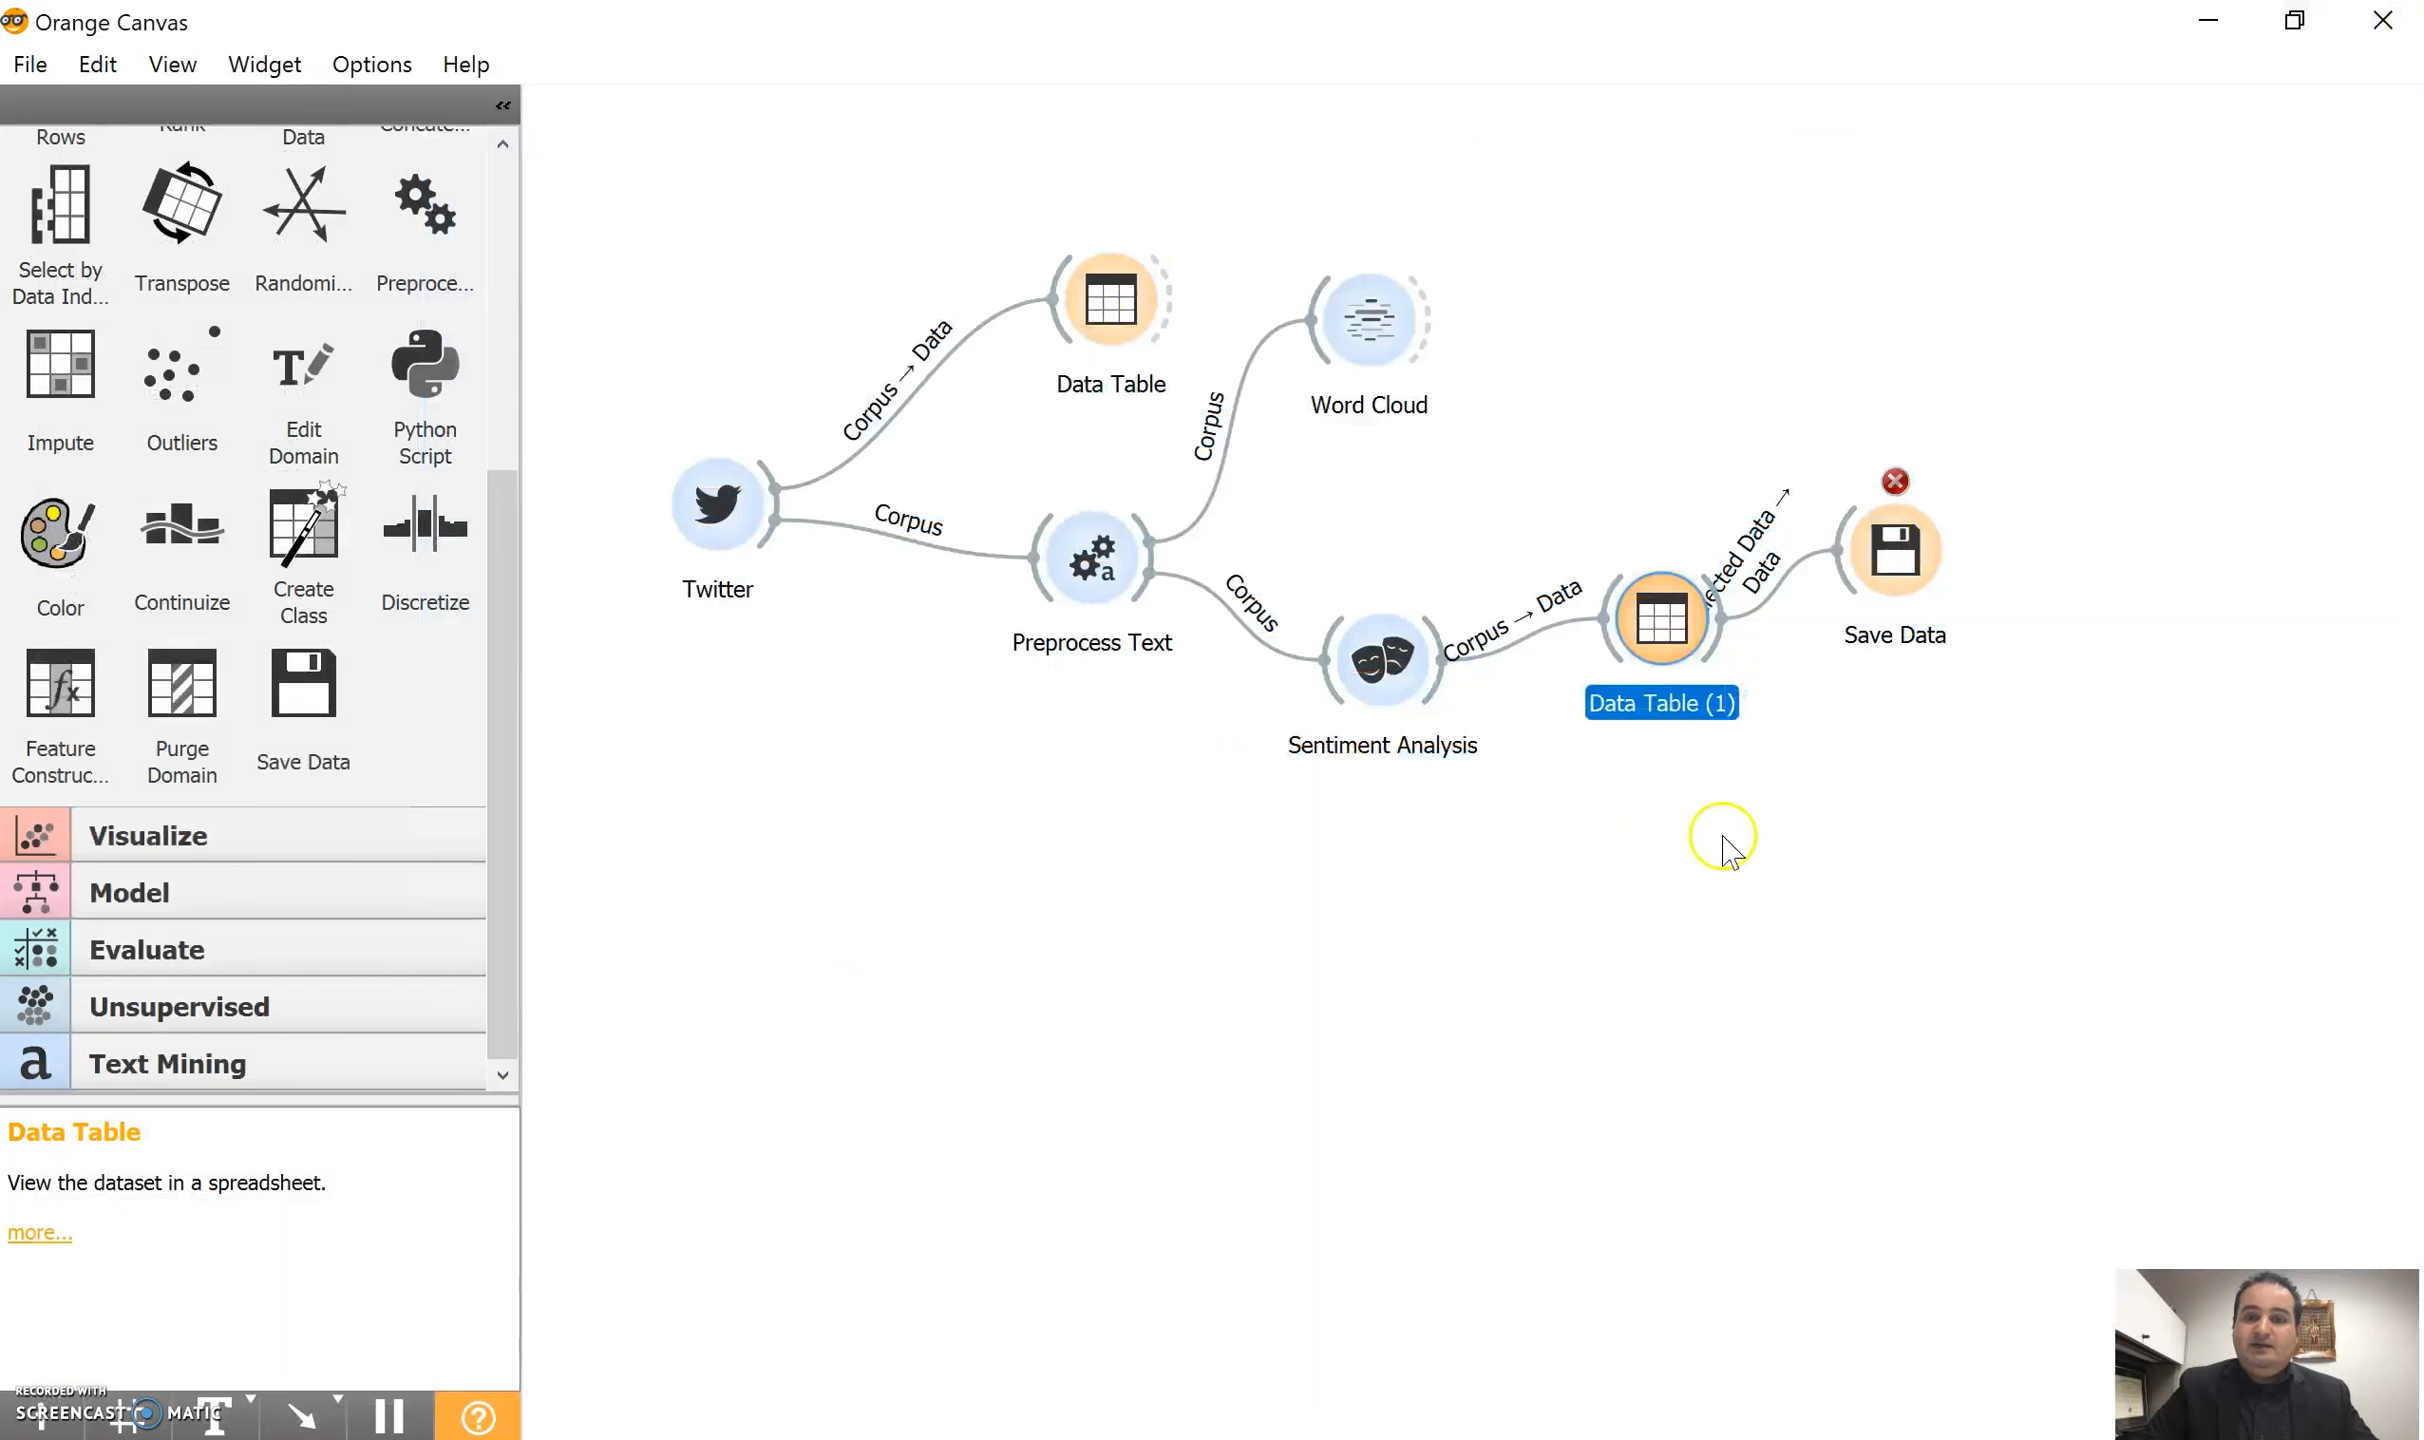 Orange Canvas
File Edit View Widget Options Help
Rows Rank Data Concate...
Select by
Data Ind...
Transpose
Randomi...
Preproce...
Impute
Outliers
Edit
Domain
Python
Script
Color
Continuize
Create
Class
Discretize
Feature
Construc...
Purge
Domain
Save Data
Visualize
Model
Evaluate
Unsupervised
a Text Mining
Data Table
View the dataset in a spreadsheet.
more...
RECORDED WITH
SCREENCAST MATIC
T
?
Corpus → Data
Data Table
Corpus
Word Cloud
Twitter
Corpus
a
Preprocess Text
Corpus
Sentiment Analysis
Corpus → Data
Data Table (1)
ected Data →
Data
Save Data